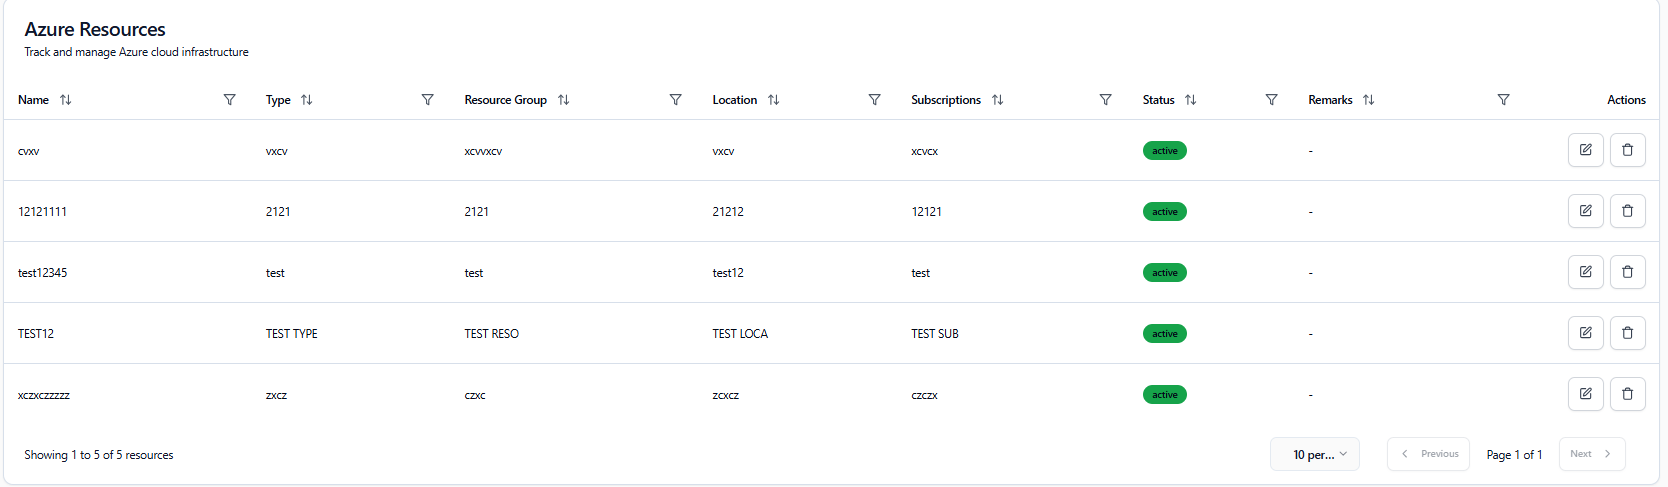 Azure Resources
Track and manage Azure cloud infrastructure
Name Type Resource Group Location Subscriptions Status Remarks Actions
cvxv vxcv xcvvxcv vxcv xcvcx active -
12121111 2121 2121 21212 12121 active -
test12345 test test test12 test active -
TEST12 TEST TYPE TEST RESO TEST LOCA TEST SUB active -
xczxczzzzz zxcz czxc zcxcz czczx active -
Showing 1 to 5 of 5 resources 10 per... Previous Page 1 of 1 Next